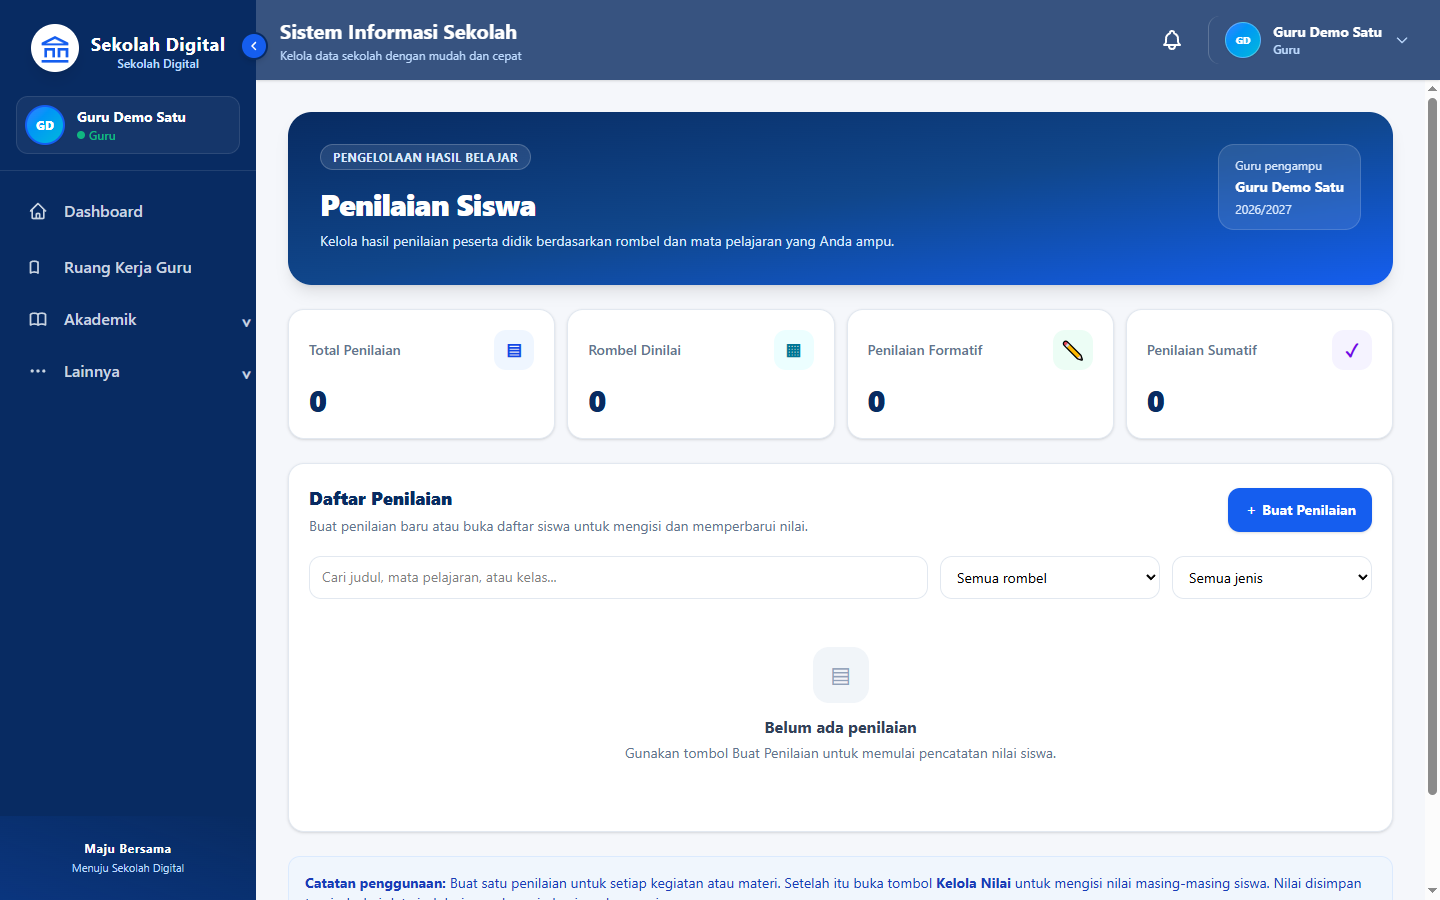 Sekolah Digital
Sekolah Digital
GD
Guru Demo Satu
Guru
Dashboard
Ruang Kerja Guru
Akademik
Lainnya
Maju Bersama
Menuju Sekolah Digital
Sistem Informasi Sekolah
Kelola data sekolah dengan mudah dan cepat
GD
Guru Demo Satu
Guru
PENGELOLAAN HASIL BELAJAR
Penilaian Siswa
Kelola hasil penilaian peserta didik berdasarkan rombel dan mata pelajaran yang Anda ampu.
Guru pengampu
Guru Demo Satu
2026/2027
Total Penilaian
0
Rombel Dinilai
0
Penilaian Formatif
0
Penilaian Sumatif
0
Daftar Penilaian
Buat penilaian baru atau buka daftar siswa untuk mengisi dan memperbarui nilai.
+ Buat Penilaian
Cari judul, mata pelajaran, atau kelas...
Semua rombel
Semua jenis
Belum ada penilaian
Gunakan tombol Buat Penilaian untuk memulai pencatatan nilai siswa.
Catatan penggunaan: Buat satu penilaian untuk setiap kegiatan atau materi. Setelah itu buka tombol Kelola Nilai untuk mengisi nilai masing-masing siswa. Nilai disimpan